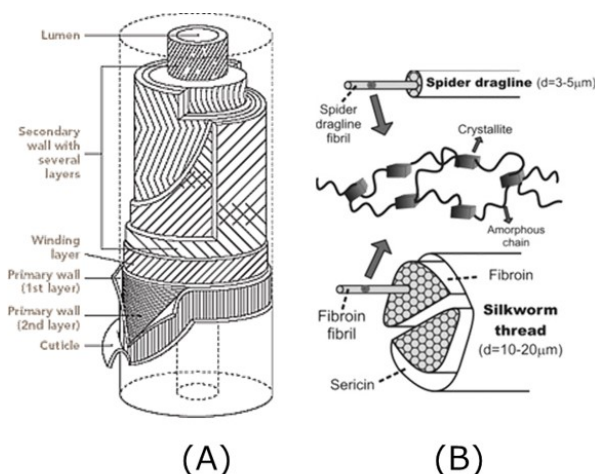 Lumen
Secondary
wall with
several
layers
Winding
layer
Primary wall
(1st layer)
Primary wall
(2nd layer)
Cuticle
(A)
Spider dragline (d=3-5μm)
Spider
dragline
fibril
Crystallite
Amorphous
chain
Fibroin
Fibroin
fibril
Silkworm
thread
(d=10-20μm)
Sericin
(B)